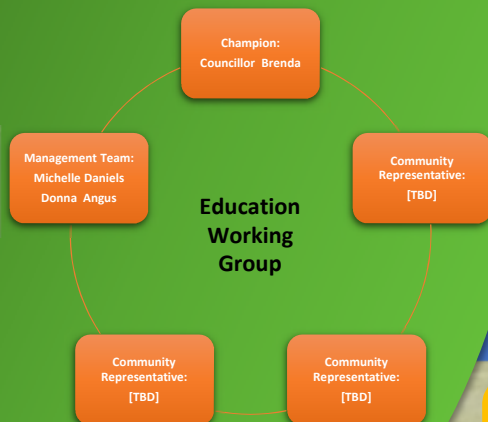 Champion:
Councillor Brenda
Management Team:
Michelle Daniels
Donna Angus
Community
Representative:
[TBD]
Education
Working
Group
Community
Representative:
[TBD]
Community
Representative:
[TBD]